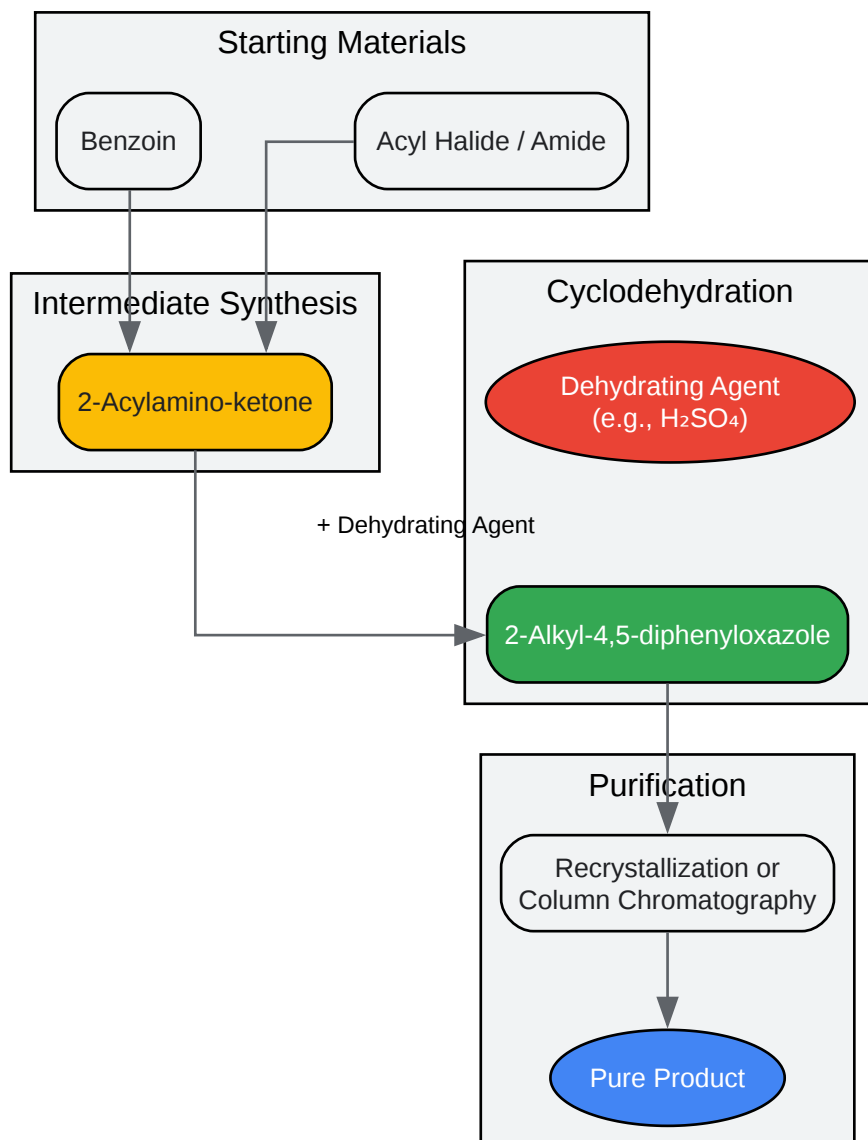 Starting Materials
Benzoin
Acyl Halide / Amide
Intermediate Synthesis
2-Acylamino-ketone
Cyclodehydration
Dehydrating Agent
(e.g., H₂SO₄)
+ Dehydrating Agent
2-Alkyl-4,5-diphenyloxazole
Purification
Recrystallization or
Column Chromatography
Pure Product